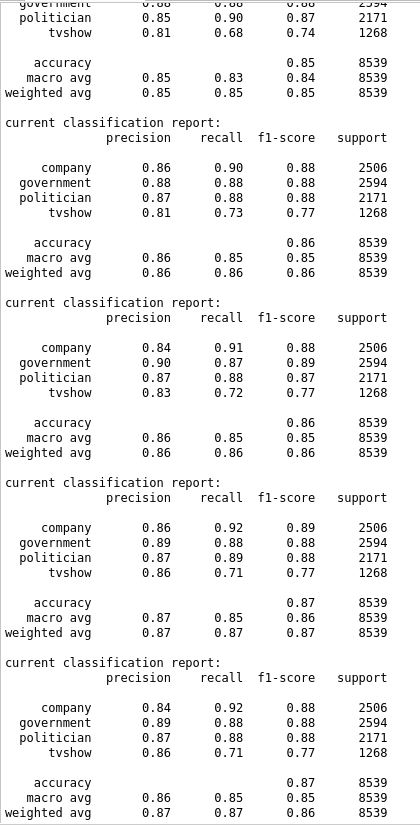 government 0.88 0.88 0.88 2594
politician 0.85 0.90 0.87 2171
tvshow 0.81 0.68 0.74 1268
accuracy 0.85 8539
macro avg 0.85 0.83 0.84 8539
weighted avg 0.85 0.85 0.85 8539
current classification report:
precision recall f1-score support
company 0.86 0.90 0.88 2506
government 0.88 0.88 0.88 2594
politician 0.87 0.88 0.88 2171
tvshow 0.81 0.73 0.77 1268
accuracy 0.86 8539
macro avg 0.86 0.85 0.85 8539
weighted avg 0.86 0.86 0.86 8539
current classification report:
precision recall f1-score support
company 0.84 0.91 0.88 2506
government 0.90 0.87 0.89 2594
politician 0.87 0.88 0.87 2171
tvshow 0.83 0.72 0.77 1268
accuracy 0.86 8539
macro avg 0.86 0.85 0.85 8539
weighted avg 0.86 0.86 0.86 8539
current classification report:
precision recall f1-score support
company 0.86 0.92 0.89 2506
government 0.89 0.88 0.88 2594
politician 0.87 0.89 0.88 2171
tvshow 0.86 0.71 0.77 1268
accuracy 0.87 8539
macro avg 0.87 0.85 0.86 8539
weighted avg 0.87 0.87 0.87 8539
current classification report:
precision recall f1-score support
company 0.84 0.92 0.88 2506
government 0.89 0.88 0.88 2594
politician 0.87 0.88 0.88 2171
tvshow 0.86 0.71 0.77 1268
accuracy 0.87 8539
macro avg 0.86 0.85 0.85 8539
weighted avg 0.87 0.87 0.86 8539